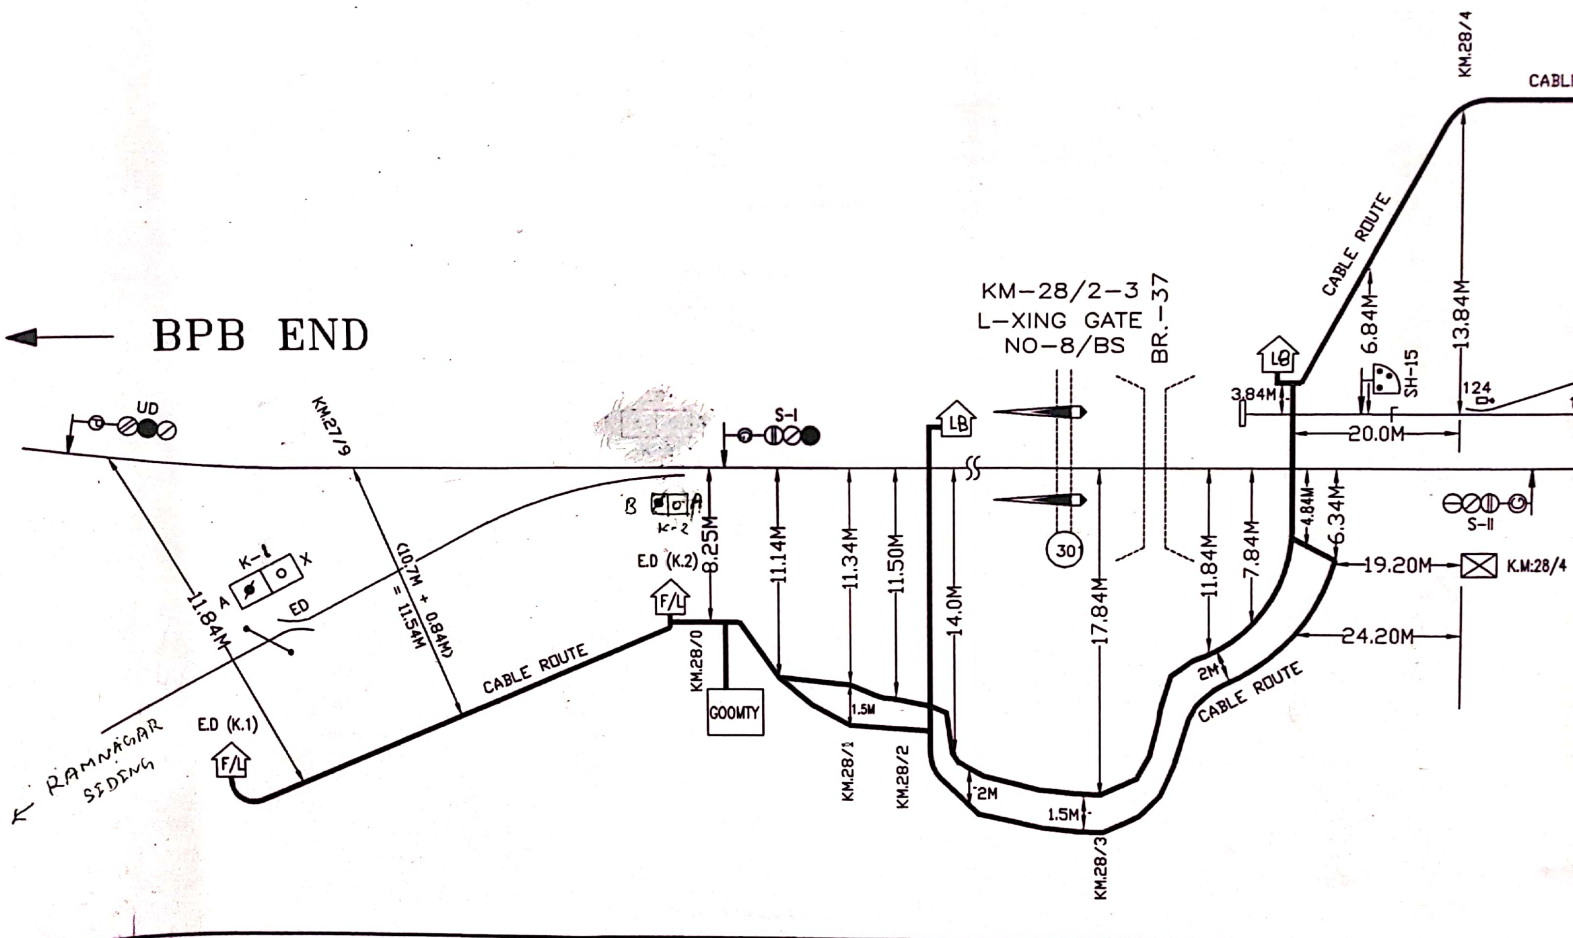 KM.28/4
CABLE
CABLE ROUTE
KM-28/2-3
L-XING GATE
NO-8/BS
BR.-37
BPB END
6.84M
13.84M
LB
SH-15
3.84M
124
20.0M
UD
KM.27/9
S-I
LB
B
A
K-2
8.25M
11.14M
11.34M
11.50M
14.0M
17.84M
11.84M
7.84M
4.84M
6.34M
S-II
G
30
E.D (K.2)
F/L
19.20M
K.M:28/4
K-1
X
A
ED
11.84M
(10.7M + 0.84M)
= 11.54M
24.20M
CABLE ROUTE
KM.28/0
2M
CABLE ROUTE
GOOMTY
1.5M
E.D (K.1)
F/L
RAMNAGAR
SIDENG
KM.28/1
KM.28/2
2M
1.5M
KM.28/3